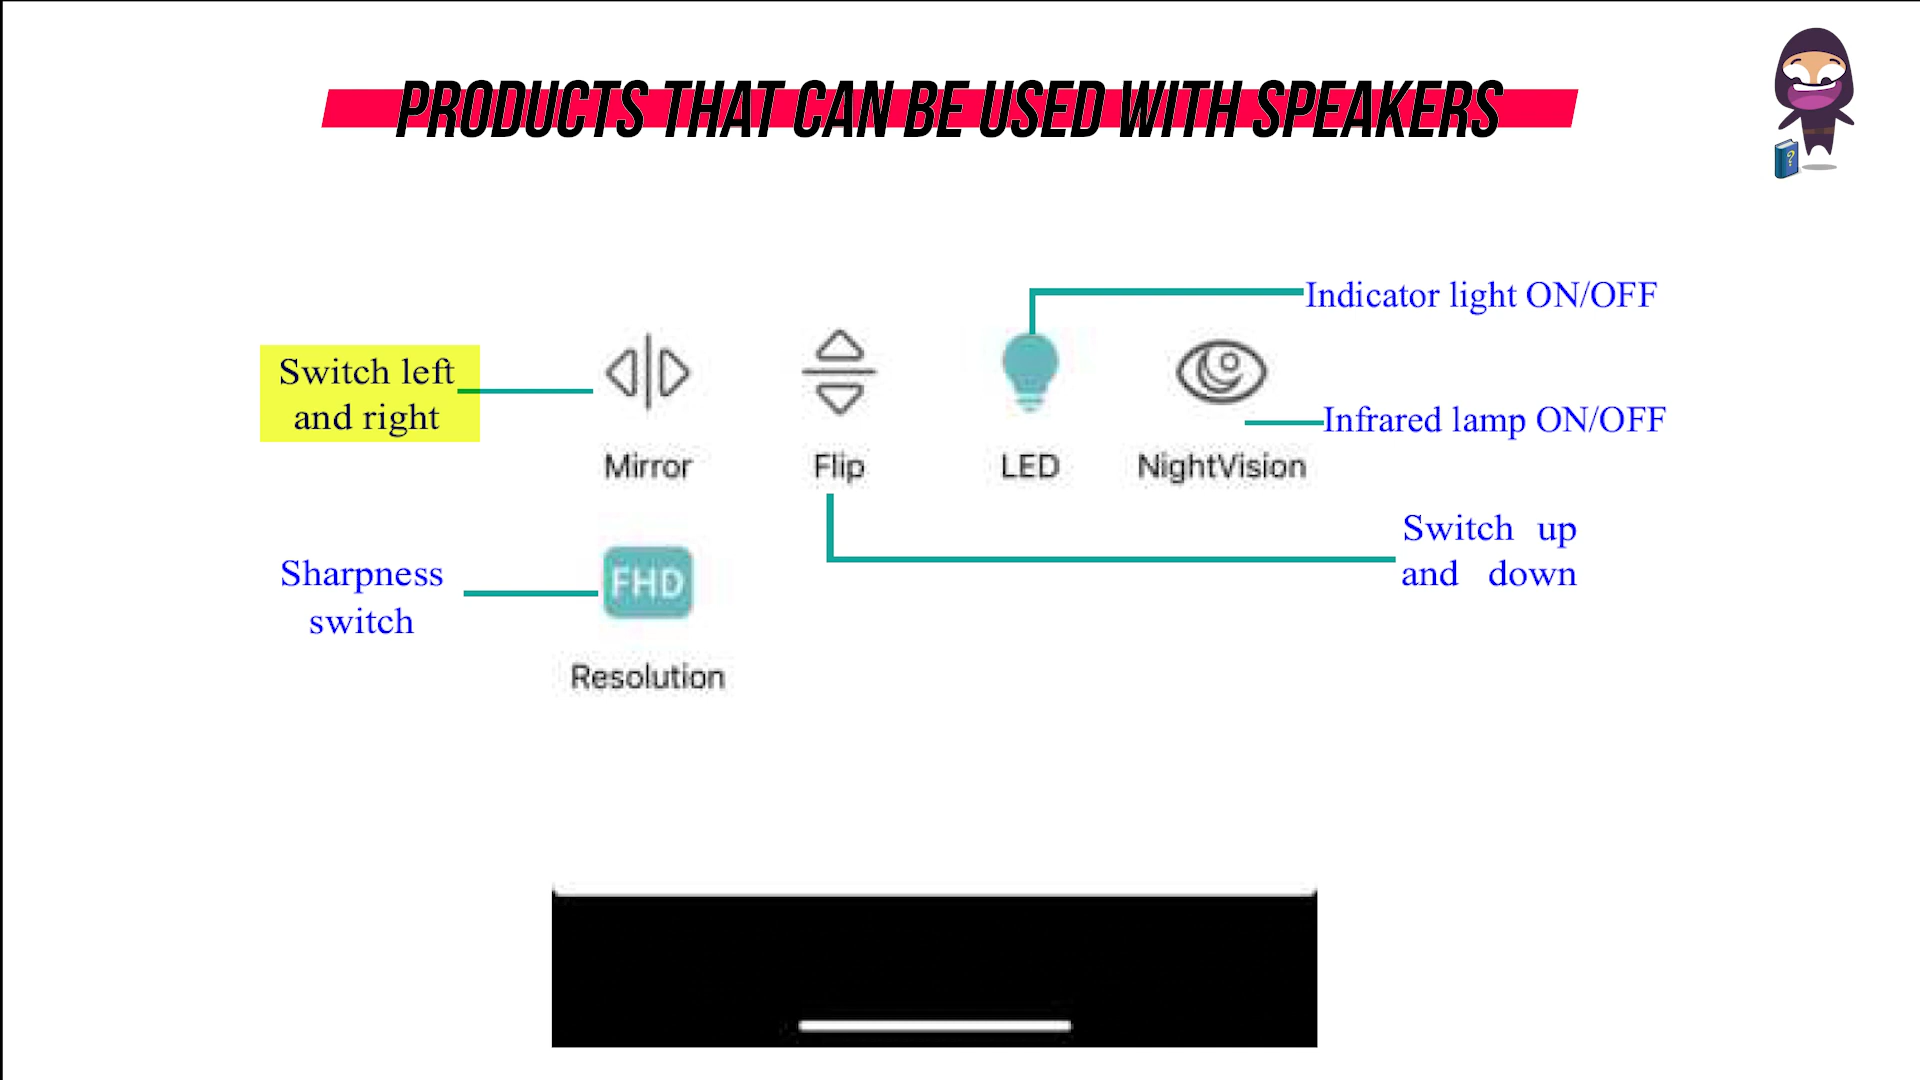 PRODUCTS THAT CAN BE USED WITH SPEAKERS
Indicator light ON/OFF
Switch left
and right
Infrared lamp ON/OFF
Mirror
Flip
LED
NightVision
Switch up
and down
Sharpness
switch
FHD
Resolution
?